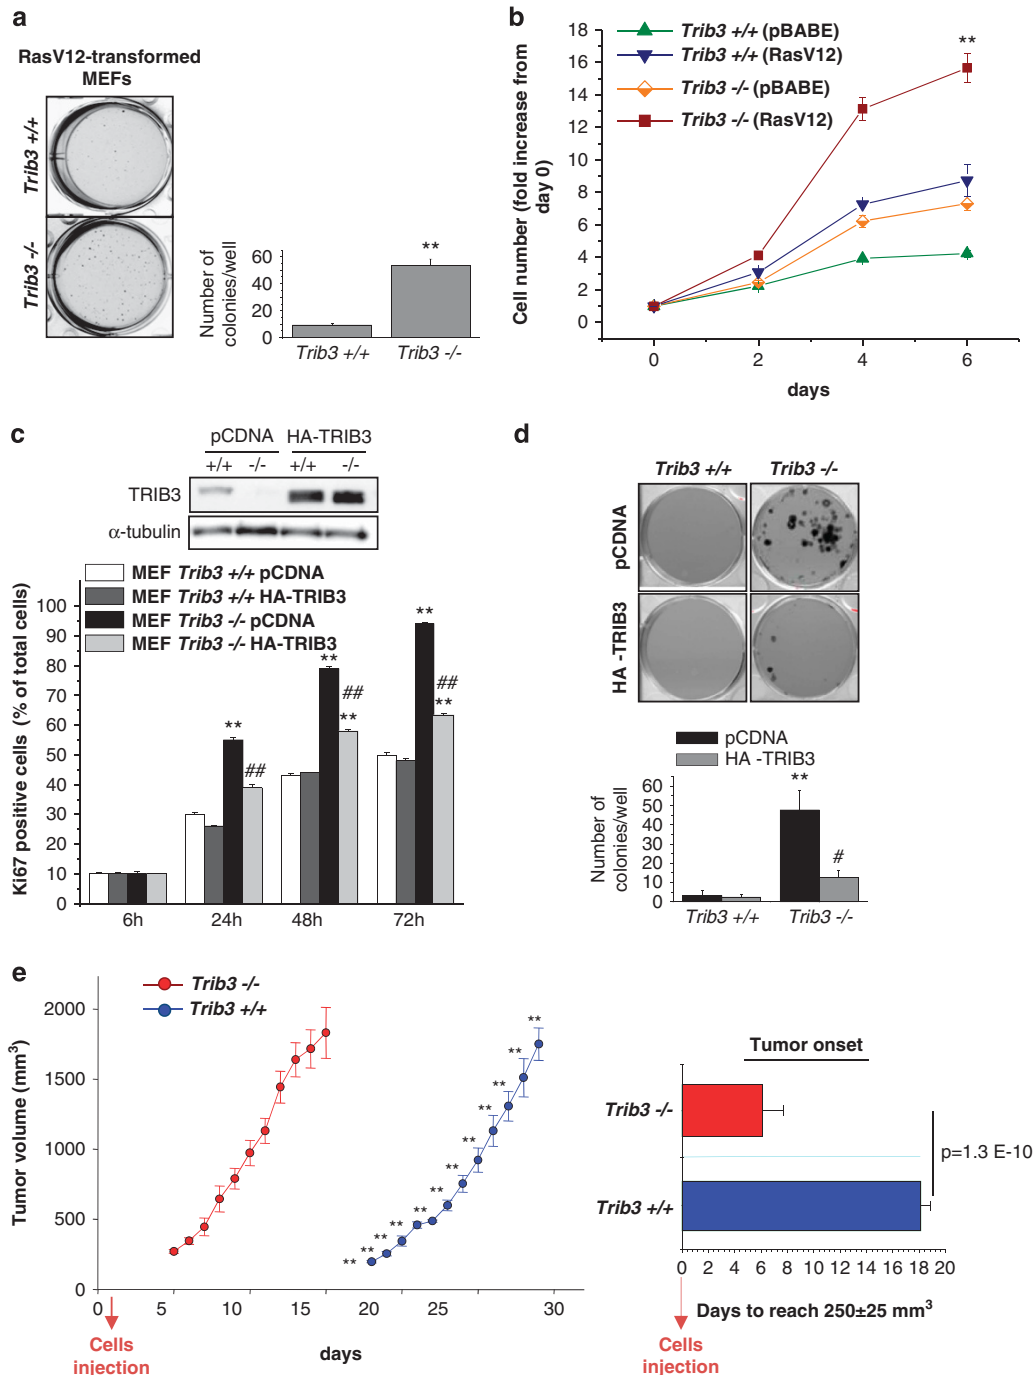 a
RasV12-transformed
MEFs
Trib3 +/+
Trib3 -/-
Number of
colonies/well
60
40
20
0
Trib3 +/+
Trib3 -/-
**
b
Cell number (fold increase from
day 0)
18
16
14
12
10
8
6
4
2
0
Trib3 +/+ (pBABE)
Trib3 +/+ (RasV12)
Trib3 -/- (pBABE)
Trib3 -/- (RasV12)
**
0 2 4 6
days
c
pCDNA HA-TRIB3
+/+ -/- +/+ -/-
TRIB3
α-tubulin
MEF Trib3 +/+ pCDNA
MEF Trib3 +/+ HA-TRIB3
MEF Trib3 -/- pCDNA
MEF Trib3 -/- HA-TRIB3
Ki67 positive cells (% of total cells)
100
90
80
70
60
50
40
30
20
10
0
**
##
**
##
**
**
##
**
6h 24h 48h 72h
d
Trib3 +/+ Trib3 -/-
pCDNA
HA -TRIB3
pCDNA
HA -TRIB3
Number of
colonies/well
60
50
40
30
20
10
0
**
#
Trib3 +/+ Trib3 -/-
e
Trib3 -/-
Trib3 +/+
Tumor volume (mm3)
2000
1500
1000
500
0
** ** ** ** ** ** ** ** ** ** ** **
0 5 10 15 20 25 30
days
Cells
injection
Tumor onset
Trib3 -/-
Trib3 +/+
p=1.3 E-10
0 2 4 6 8 10 12 14 16 18 20
Days to reach 250±25 mm3
Cells
injection